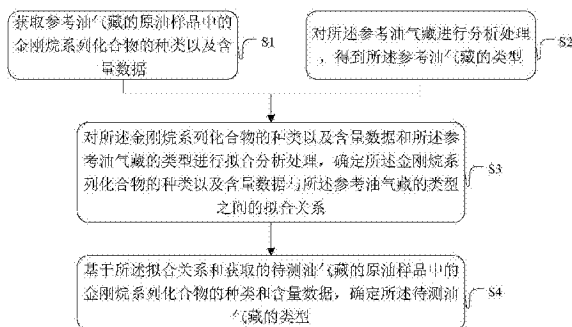 获取参考油气藏的原油样品中的
金刚烷系列化合物的种类以及含
量数据
S1
对所述参考油气藏进行分析处理
，得到所述参考油气藏的类型
S2
对所述金刚烷系列化合物的种类以及含量数据和所述参
考油气藏的类型进行拟合分析处理，确定所述金刚烷系
列化合物的种类以及含量数据与所述参考油气藏的类型
之间的拟合关系
S3
基于所述拟合关系和获取的待测油气藏的原油样品中的
金刚烷系列化合物的种类和含量数据，确定所述待测油
气藏的类型
S4